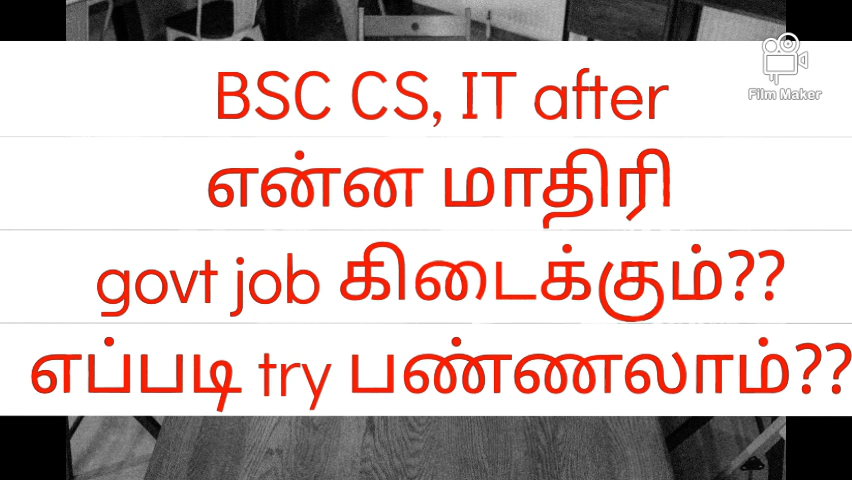 BSC CS, IT after
என்ன மாதிரி
govt job கிடைக்கும்??
எப்படி try பண்ணலாம்??
Film Maker